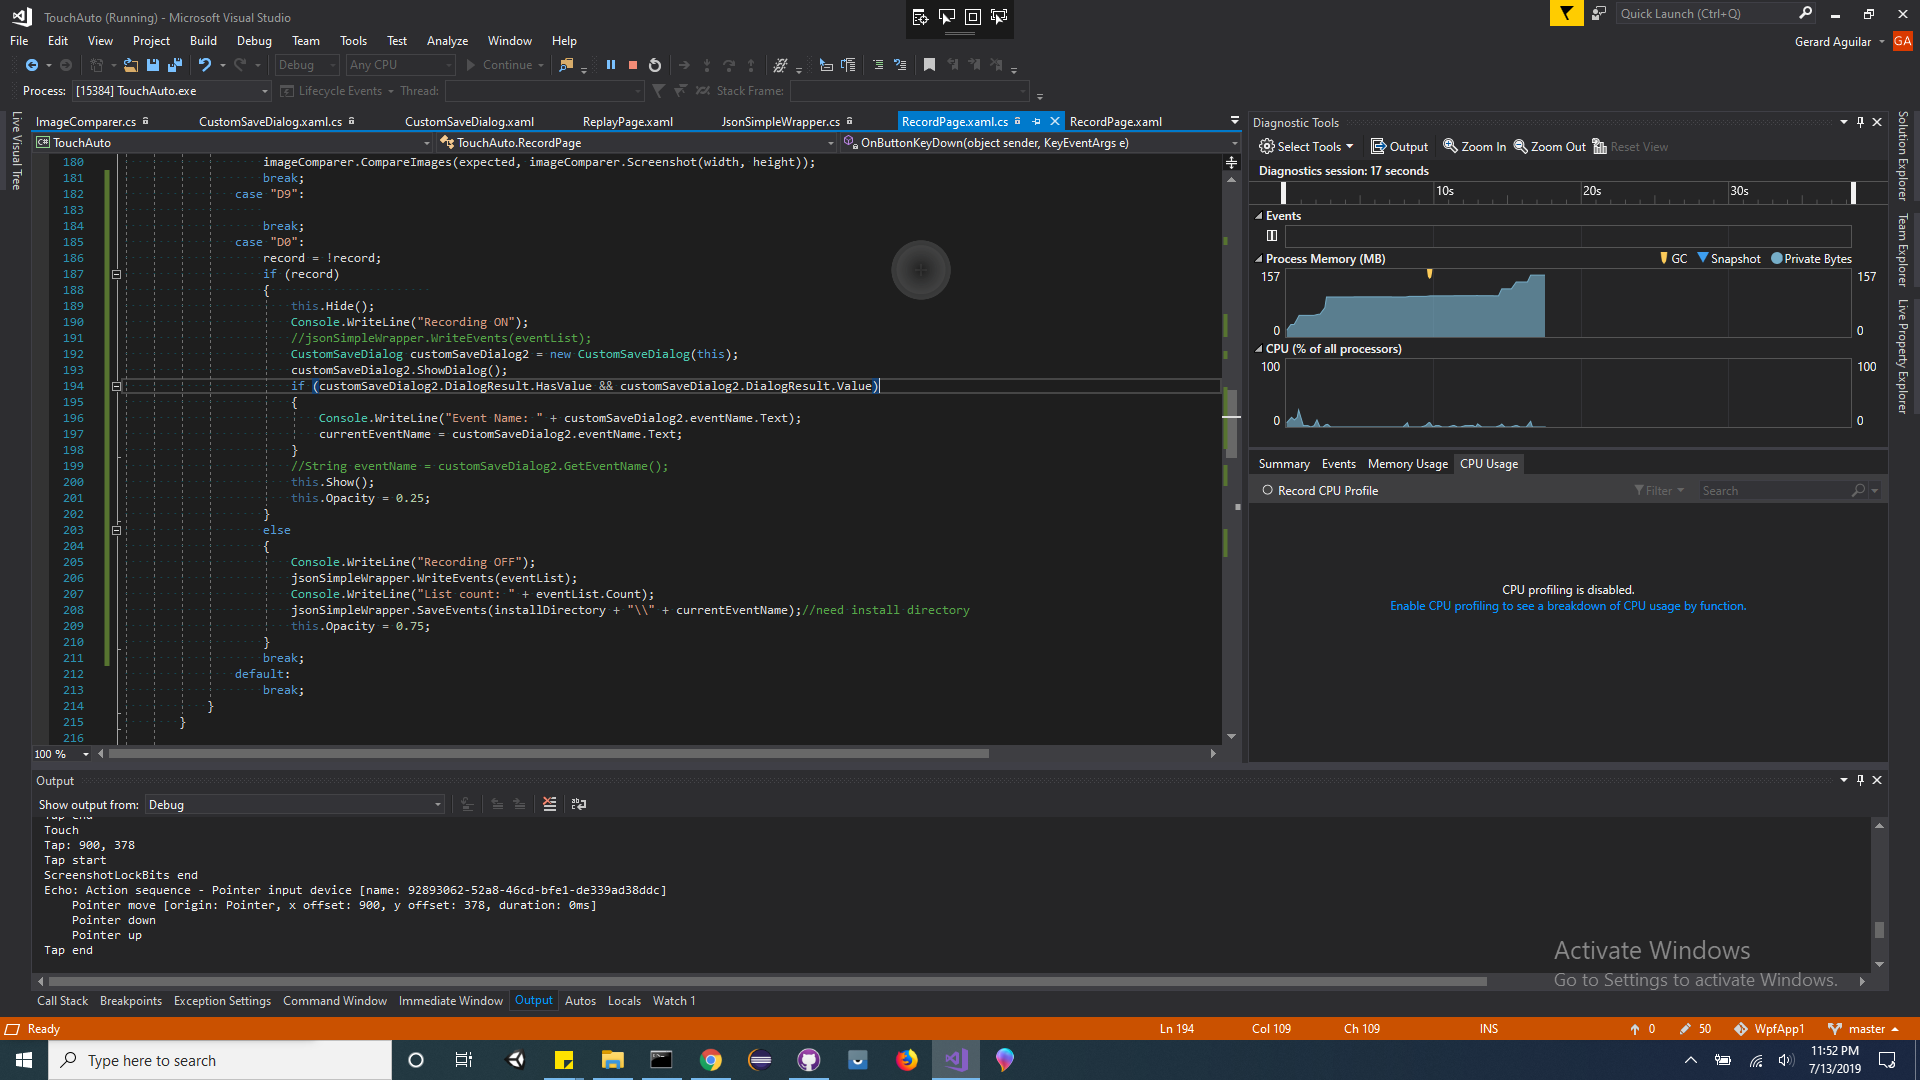 TouchAuto (Running) - Microsoft Visual Studio
Quick Launch (Ctrl+Q)
File Edit View Project Build Debug Team Tools Test Analyze Window Help
Gerard Aguilar GA
Debug Any CPU Continue
Process: [15384] TouchAuto.exe Lifecycle Events Thread: Stack Frame:
Live Visual Tree
ImageComparer.cs CustomSaveDialog.xaml.cs CustomSaveDialog.xaml ReplayPage.xaml JsonSimpleWrapper.cs RecordPage.xaml.cs RecordPage.xaml
TouchAuto TouchAuto.RecordPage OnButtonKeyDown(object sender, KeyEventArgs e)
180 imageComparer.CompareImages(expected, imageComparer.Screenshot(width, height));
181 break;
182 case "D9":
183
184 break;
185 case "D0":
186 record = !record;
187 if (record)
188 {
189 this.Hide();
190 Console.WriteLine("Recording ON");
191 //jsonSimpleWrapper.WriteEvents(eventList);
192 CustomSaveDialog customSaveDialog2 = new CustomSaveDialog(this);
193 customSaveDialog2.ShowDialog();
194 if (customSaveDialog2.DialogResult.HasValue && customSaveDialog2.DialogResult.Value)
195 {
196 Console.WriteLine("Event Name: " + customSaveDialog2.eventName.Text);
197 currentEventName = customSaveDialog2.eventName.Text;
198 }
199 //String eventName = customSaveDialog2.GetEventName();
200 this.Show();
201 this.Opacity = 0.25;
202 }
203 else
204 {
205 Console.WriteLine("Recording OFF");
206 jsonSimpleWrapper.WriteEvents(eventList);
207 Console.WriteLine("List count: " + eventList.Count);
208 jsonSimpleWrapper.SaveEvents(installDirectory + "\\" + currentEventName);//need install directory
209 this.Opacity = 0.75;
210 }
211 break;
212 default:
213 break;
214 }
215 }
216
100 %
Diagnostic Tools
Select Tools Output Zoom In Zoom Out Reset View
Diagnostics session: 17 seconds
10s 20s 30s
Events
Process Memory (MB) GC Snapshot Private Bytes
157 157
0 0
CPU (% of all processors)
100 100
0 0
Summary Events Memory Usage CPU Usage
Record CPU Profile Filter Search
CPU profiling is disabled.
Enable CPU profiling to see a breakdown of CPU usage by function.
Solution Explorer
Team Explorer
Live Property Explorer
Output
Show output from: Debug
Tap end
Touch
Tap: 900, 378
Tap start
ScreenshotLockBits end
Echo: Action sequence - Pointer input device [name: 92893062-52a8-46cd-bfe1-de339ad38ddc]
Pointer move [origin: Pointer, x offset: 900, y offset: 378, duration: 0ms]
Pointer down
Pointer up
Tap end
Activate Windows
Go to Settings to activate Windows.
Call Stack Breakpoints Exception Settings Command Window Immediate Window Output Autos Locals Watch 1
Ready Ln 194 Col 109 Ch 109 INS 0 50 WpfApp1 master
Type here to search
11:52 PM
7/13/2019